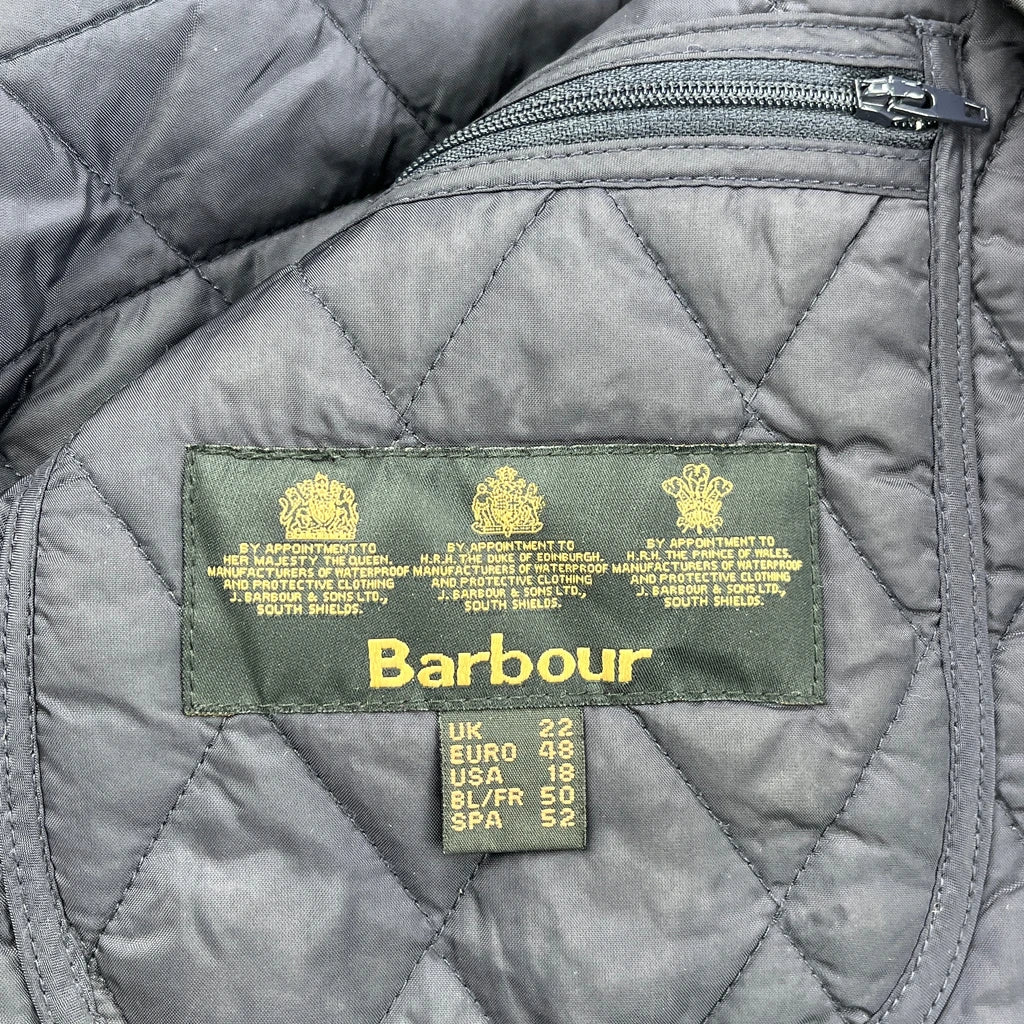 BY APPOINTMENT TO
HER MAJESTY THE QUEEN.
MANUFACTURERS OF WATERPROOF
AND PROTECTIVE CLOTHING
J. BARBOUR & SONS LTD.,
SOUTH SHIELDS.
BY APPOINTMENT TO
H.R.H. THE DUKE OF EDINBURGH.
MANUFACTURERS OF WATERPROOF
AND PROTECTIVE CLOTHING
J. BARBOUR & SONS LTD.,
SOUTH SHIELDS.
BY APPOINTMENT TO
H.R.H. THE PRINCE OF WALES.
MANUFACTURERS OF WATERPROOF
AND PROTECTIVE CLOTHING
J. BARBOUR & SONS LTD.,
SOUTH SHIELDS.
Barbour
UK 22
EURO 48
USA 18
BL/FR 50
SPA 52